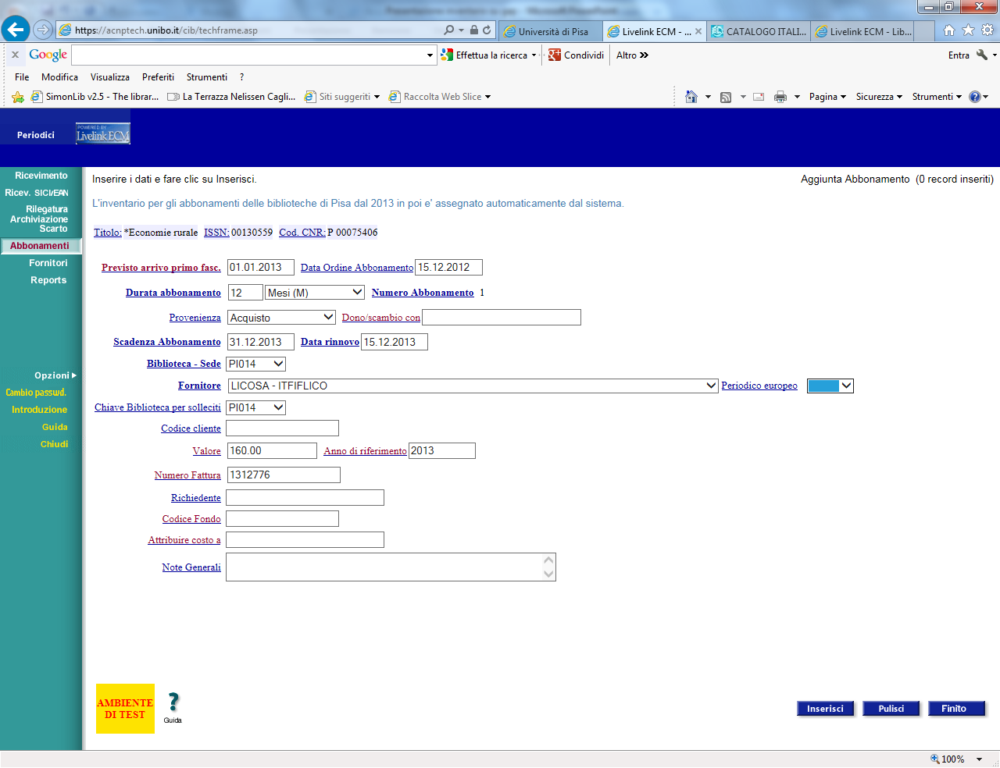 https://acnptech.unibo.it/cib/techframe.asp
Università di Pisa
Livelink ECM - ...
CATALOGO ITALI...
Livelink ECM - Lib...
x Google Effettua la ricerca Condividi Altro Entra
File Modifica Visualizza Preferiti Strumenti ?
SimonLib v2.5 - The librar... La Terrazza Nelissen Cagli... Siti suggeriti Raccolta Web Slice Pagina Sicurezza Strumenti
Periodici
POWERED BY
Livelink ECM
Ricevimento
Ricev. SICI/EAN
Rilegatura
Archiviazione
Scarto
Abbonamenti
Fornitori
Reports
Opzioni
Cambio passwd.
Introduzione
Guida
Chiudi
Inserire i dati e fare clic su Inserisci. Aggiunta Abbonamento (0 record inseriti)
L'inventario per gli abbonamenti delle biblioteche di Pisa dal 2013 in poi e' assegnato automaticamente dal sistema.
Titolo: *Economie rurale ISSN: 00130559 Cod. CNR: P 00075406
Previsto arrivo primo fasc. 01.01.2013 Data Ordine Abbonamento 15.12.2012
Durata abbonamento 12 Mesi (M) Numero Abbonamento 1
Provenienza Acquisto Dono/scambio con
Scadenza Abbonamento 31.12.2013 Data rinnovo 15.12.2013
Biblioteca - Sede PI014
Fornitore LICOSA - ITFIFLICO Periodico europeo
Chiave Biblioteca per solleciti PI014
Codice cliente
Valore 160.00 Anno di riferimento 2013
Numero Fattura 1312776
Richiedente
Codice Fondo
Attribuire costo a
Note Generali
AMBIENTE
DI TEST
Guida
Inserisci Pulisci Finito
100%